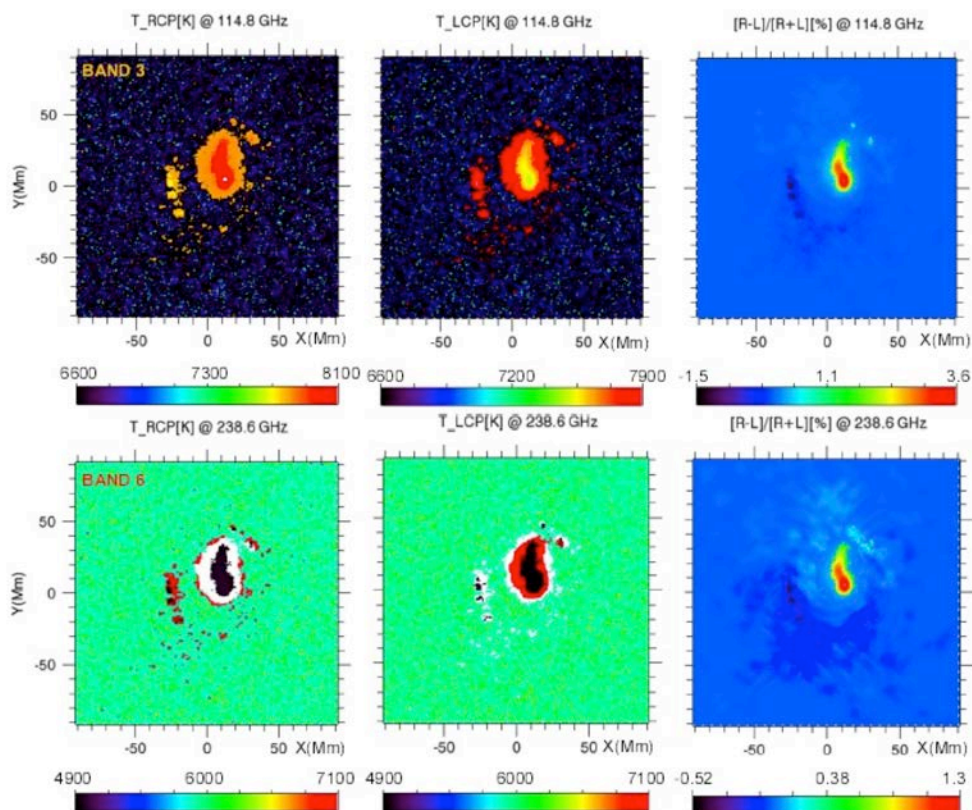 T_RCP[K] @ 114.8 GHz
T_LCP[K] @ 114.8 GHz
[R-L]/[R+L][%] @ 114.8 GHz
BAND 3
50
0
-50
Y(Mm)
-50 0 50 X(Mm)
-50 0 50 X(Mm)
-50 0 50 X(Mm)
6600 7300 8100
6600 7200 7900
-1.5 1.1 3.6
T_RCP[K] @ 238.6 GHz
T_LCP[K] @ 238.6 GHz
[R-L]/[R+L][%] @ 238.6 GHz
BAND 6
50
0
-50
Y(Mm)
-50 0 50 X(Mm)
-50 0 50 X(Mm)
-50 0 50 X(Mm)
4900 6000 7100
4900 6000 7100
-0.52 0.38 1.3